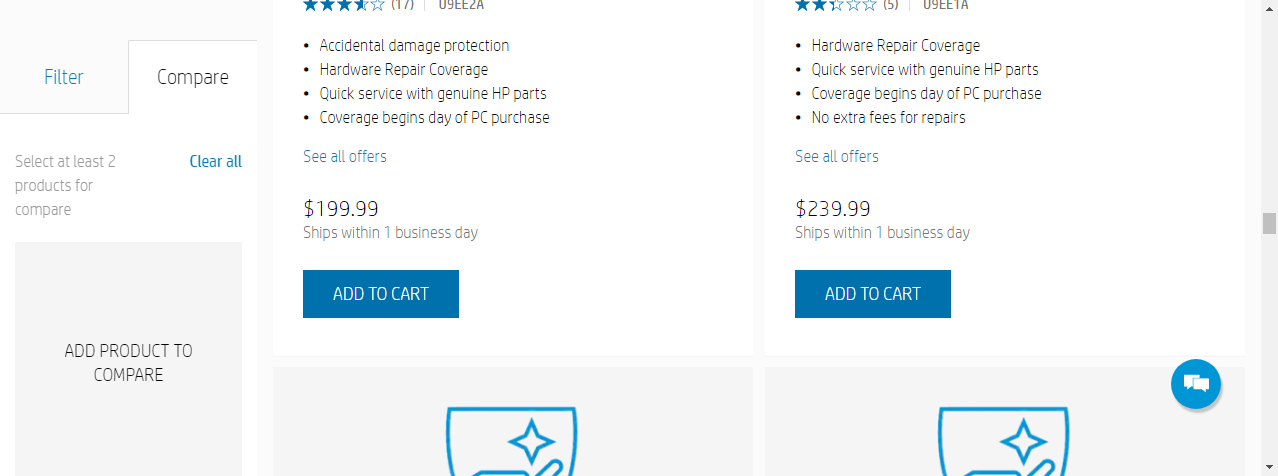 (17) U9EE2A
(5) U9EE1A
Filter
Compare
Select at least 2
products for
compare
Clear all
ADD PRODUCT TO
COMPARE
Accidental damage protection
Hardware Repair Coverage
Quick service with genuine HP parts
Coverage begins day of PC purchase
See all offers
$199.99
Ships within 1 business day
ADD TO CART
Hardware Repair Coverage
Quick service with genuine HP parts
Coverage begins day of PC purchase
No extra fees for repairs
See all offers
$239.99
Ships within 1 business day
ADD TO CART